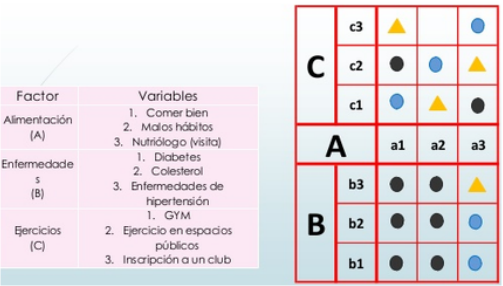 Factor Variables
Alimentación
(A)
1. Comer bien
2. Malos hábitos
3. Nutriólogo (visita)
Enfermedade
s
(B)
1. Diabetes
2. Colesterol
3. Enfermedades de
hipertensión
Ejercicios
(C)
1. GYM
2. Ejercicio en espacios
públicos
3. Inscripción a un club
C
c3
c2
c1
A a1 a2 a3
B
b3
b2
b1